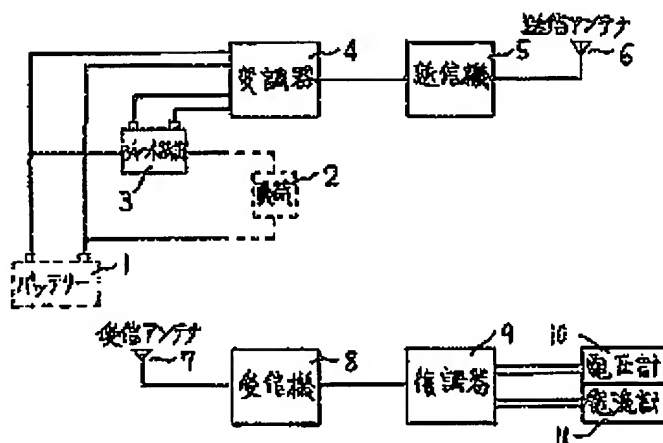 送信アンテナ
4
5
6
変調器
送信機
シャント抵抗
3
2
負荷
1
バッテリー
受信アンテナ
7
8
9
10
受信機
復調器
電圧計
電流計
11